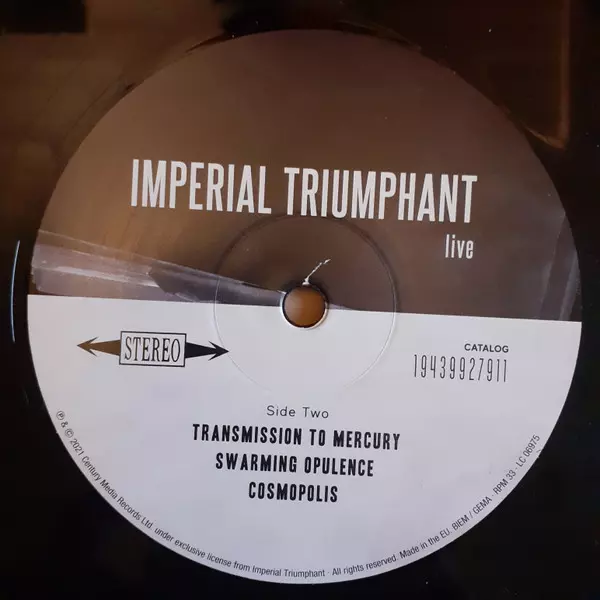 IMPERIAL TRIUMPHANT
live
STEREO
CATALOG
19439927911
Side Two
TRANSMISSION TO MERCURY
SWARMING OPULENCE
COSMOPOLIS
℗ & © 2021 Century Media Records Ltd. under exclusive license from Imperial Triumphant · All rights reserved. Made in the EU. BIEM / GEMA · RPM 33 · LC 06975